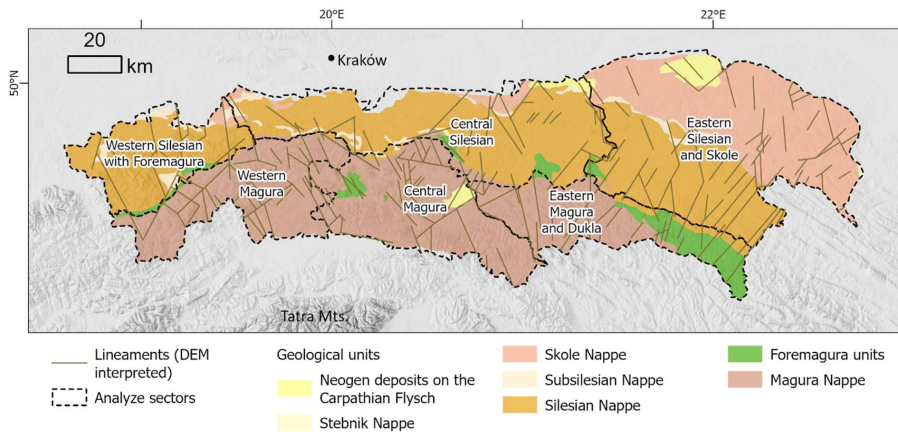 20°E
22°E
50°N
20
km
Kraków
Western Silesian
with Foremagura
Western
Magura
Central
Silesian
Central
Magura
Eastern
Silesian
and Skole
Eastern
Magura
and Dukla
Tatra Mts.
Lineaments (DEM
interpreted)
Analyze sectors
Geological units
Neogen deposits on the
Carpathian Flysch
Stebnik Nappe
Skole Nappe
Subsilesian Nappe
Silesian Nappe
Foremagura units
Magura Nappe